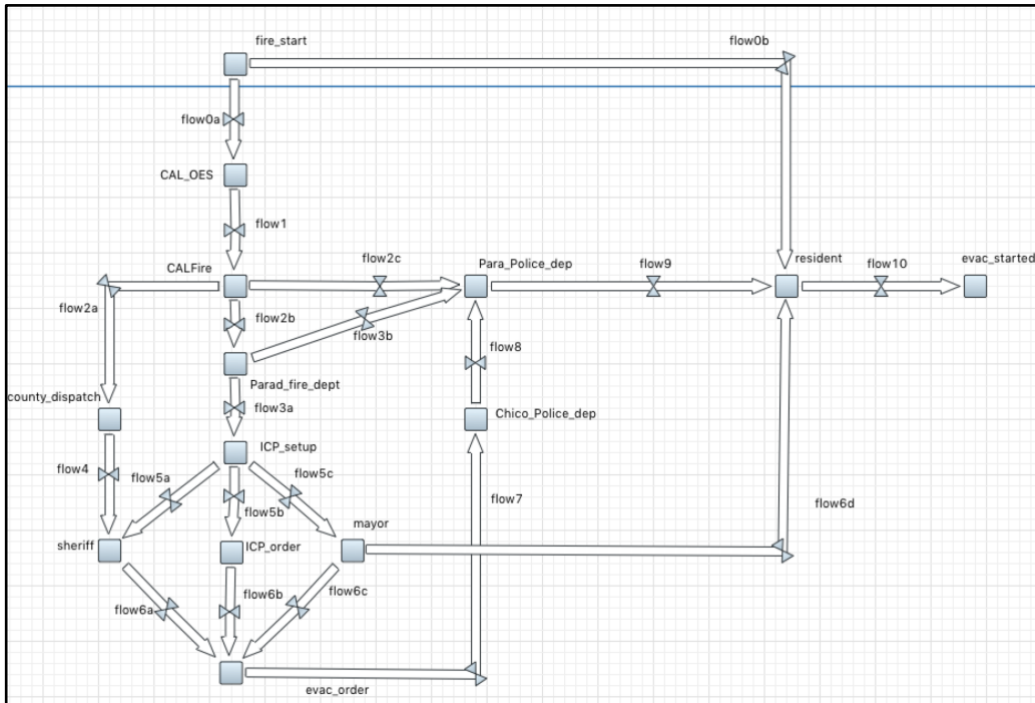 fire_start
flow0b
flow0a
CAL_OES
flow1
CALFire
flow2c
Para_Police_dep
flow9
resident
flow10
evac_started
flow2a
flow2b
flow3b
flow8
Parad_fire_dept
county_dispatch
flow3a
Chico_Police_dep
ICP_setup
flow4
flow5a
flow5c
flow5b
flow7
flow6d
mayor
sheriff
ICP_order
flow6a
flow6b
flow6c
evac_order